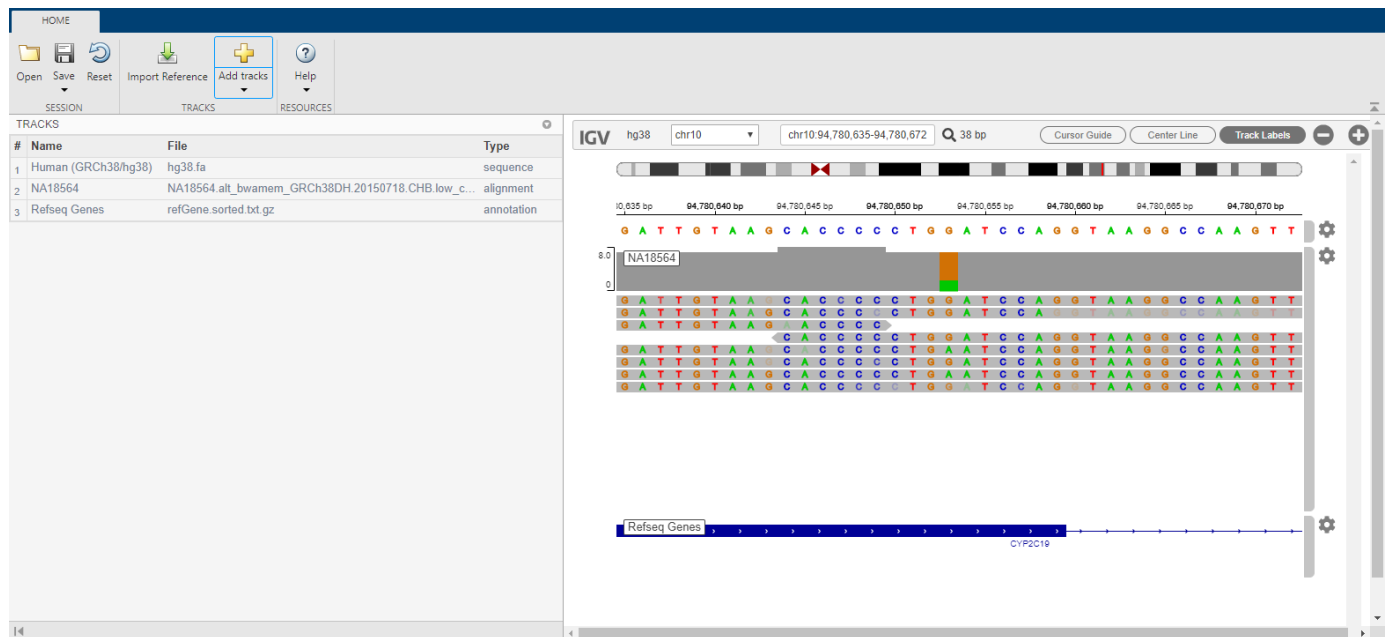 HOME
Open Save Reset Import Reference Add tracks Help
SESSION TRACKS RESOURCES
TRACKS
# Name File Type
1 Human (GRCh38/hg38) hg38.fa sequence
2 NA18564 NA18564.alt_bwamem_GRCh38DH.20150718.CHB.low_c... alignment
3 Refseq Genes refGene.sorted.txt.gz annotation
IGV hg38 chr10 chr10:94,780,635-94,780,672 38 bp Cursor Guide Center Line Track Labels
)0,635 bp 94,780,640 bp 94,780,645 bp 94,780,650 bp 94,780,655 bp 94,780,660 bp 94,780,665 bp 94,780,670 bp
G A T T G T A A G C A C C C C C T G G A T C C A G G T A A G G C C A A G T T
8.0 NA18564
0
G A T T G T A A G C A C C C C C T G G A T C C A G G T A A G G C C A A G T T
G A T T G T A A G C A C C C C C T G G A T C C A G G T A A G G C C A A G T T
G A T T G T A A G A A C C C C
C A C C C C C T G G A T C C A G G T A A G G C C A A G T T
G A T T G T A A G C A C C C C C T G A A T C C A G G T A A G G C C A A G T T
G A T T G T A A G C A C C C C C T G G A T C C A G G T A A G G C C A A G T T
G A T T G T A A G C A C C C C C T G A A T C C A G G T A A G G C C A A G T T
G A T T G T A A G C A C C C C C T G G A T C C A G G T A A G G C C A A G T T
Refseq Genes
CYP2C19